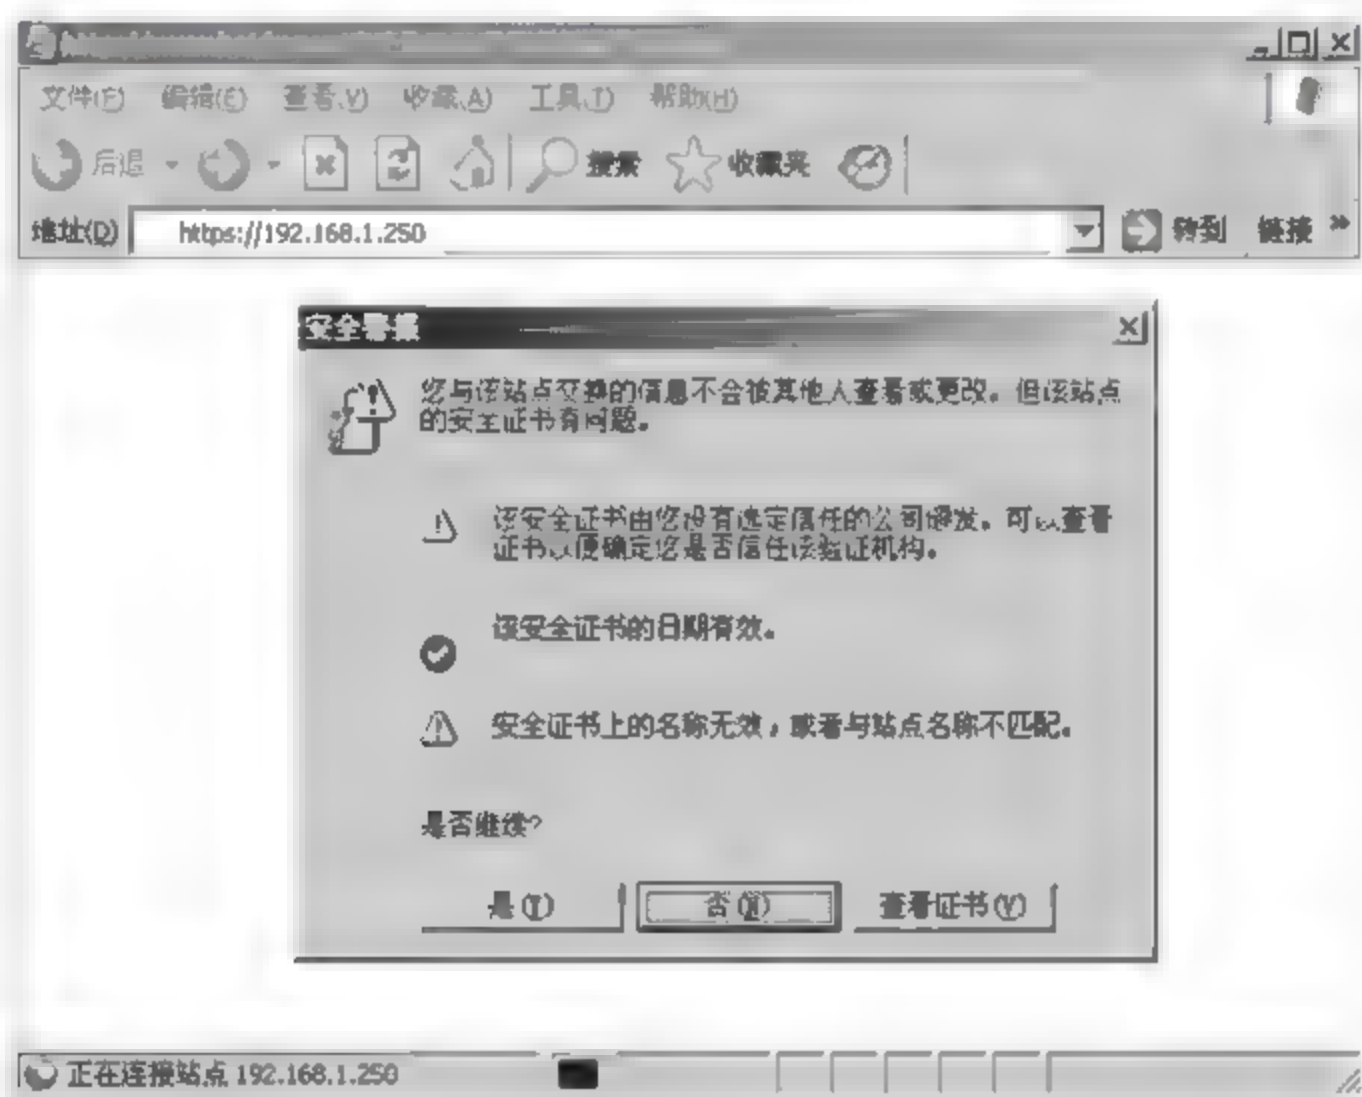 文件(F) 编辑(E) 查看(V) 收藏(A) 工具(T) 帮助(H)
后退 搜索 收藏夹
地址(D) https://192.168.1.250 转到 链接 »
安全警报
您与该站点交换的信息不会被其他人查看或更改。但该站点
的安全证书有问题。
该安全证书由您没有选定信任的公司颁发。可以查看
证书以便确定您是否信任该验证机构。
该安全证书的日期有效。
安全证书上的名称无效，或者与站点名称不匹配。
是否继续?
是(Y) 否(N) 查看证书(V)
正在连接站点 192.168.1.250